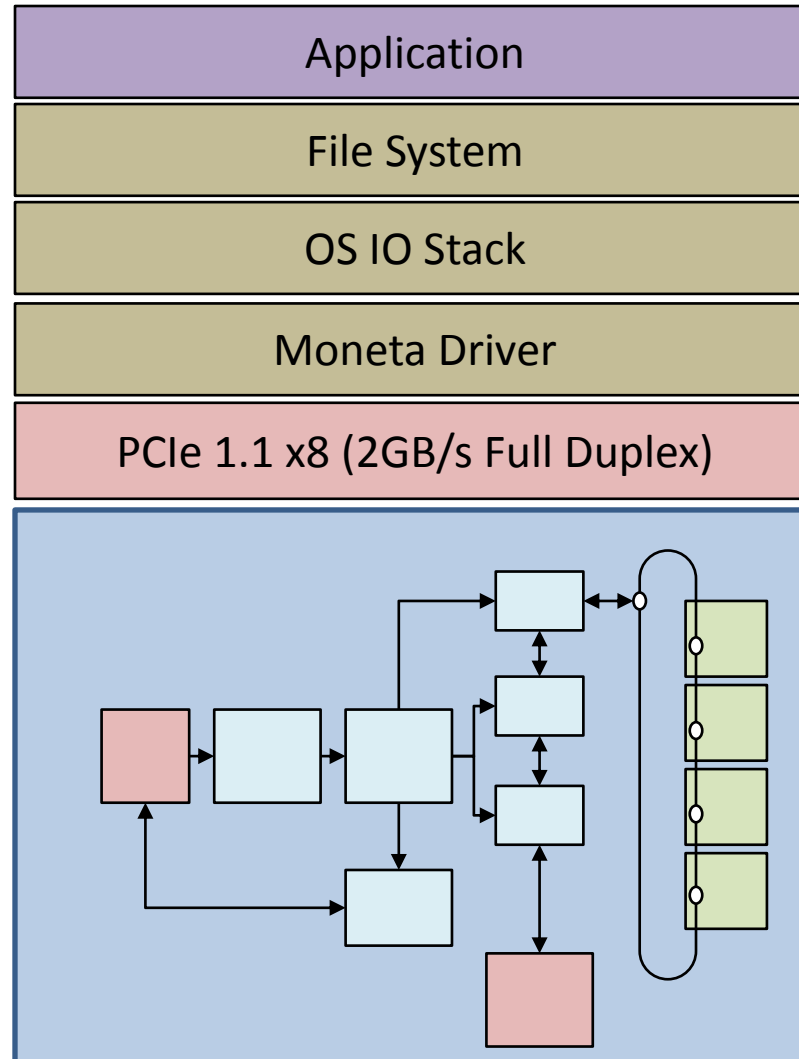 Application
File System
OS IO Stack
Moneta Driver
PCIe 1.1 x8 (2GB/s Full Duplex)